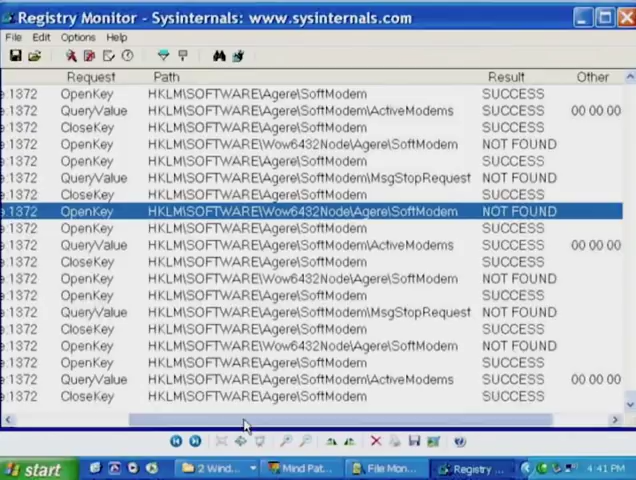 Registry Monitor - Sysinternals: www.sysinternals.com
File Edit Options Help
Request Path Result Other
e:1372 OpenKey HKLM\SOFTWARE\Agere\SoftModem SUCCESS
e:1372 QueryValue HKLM\SOFTWARE\Agere\SoftModem\ActiveModems SUCCESS 00 00 00
e:1372 CloseKey HKLM\SOFTWARE\Agere\SoftModem SUCCESS
e:1372 OpenKey HKLM\SOFTWARE\Wow6432Node\Agere\SoftModem NOT FOUND
e:1372 OpenKey HKLM\SOFTWARE\Agere\SoftModem SUCCESS
e:1372 QueryValue HKLM\SOFTWARE\Agere\SoftModem\MsgStopRequest NOT FOUND
e:1372 CloseKey HKLM\SOFTWARE\Agere\SoftModem SUCCESS
e:1372 OpenKey HKLM\SOFTWARE\Wow6432Node\Agere\SoftModem NOT FOUND
e:1372 OpenKey HKLM\SOFTWARE\Agere\SoftModem SUCCESS
e:1372 QueryValue HKLM\SOFTWARE\Agere\SoftModem\ActiveModems SUCCESS 00 00 00
e:1372 CloseKey HKLM\SOFTWARE\Agere\SoftModem SUCCESS
e:1372 OpenKey HKLM\SOFTWARE\Wow6432Node\Agere\SoftModem NOT FOUND
e:1372 OpenKey HKLM\SOFTWARE\Agere\SoftModem SUCCESS
e:1372 QueryValue HKLM\SOFTWARE\Agere\SoftModem\MsgStopRequest NOT FOUND
e:1372 CloseKey HKLM\SOFTWARE\Agere\SoftModem SUCCESS
e:1372 OpenKey HKLM\SOFTWARE\Wow6432Node\Agere\SoftModem NOT FOUND
e:1372 OpenKey HKLM\SOFTWARE\Agere\SoftModem SUCCESS
e:1372 QueryValue HKLM\SOFTWARE\Agere\SoftModem\ActiveModems SUCCESS 00 00 00
e:1372 CloseKey HKLM\SOFTWARE\Agere\SoftModem SUCCESS
start 2 Wind... Mind Pat... File Mon... Registry ... 4:41 PM